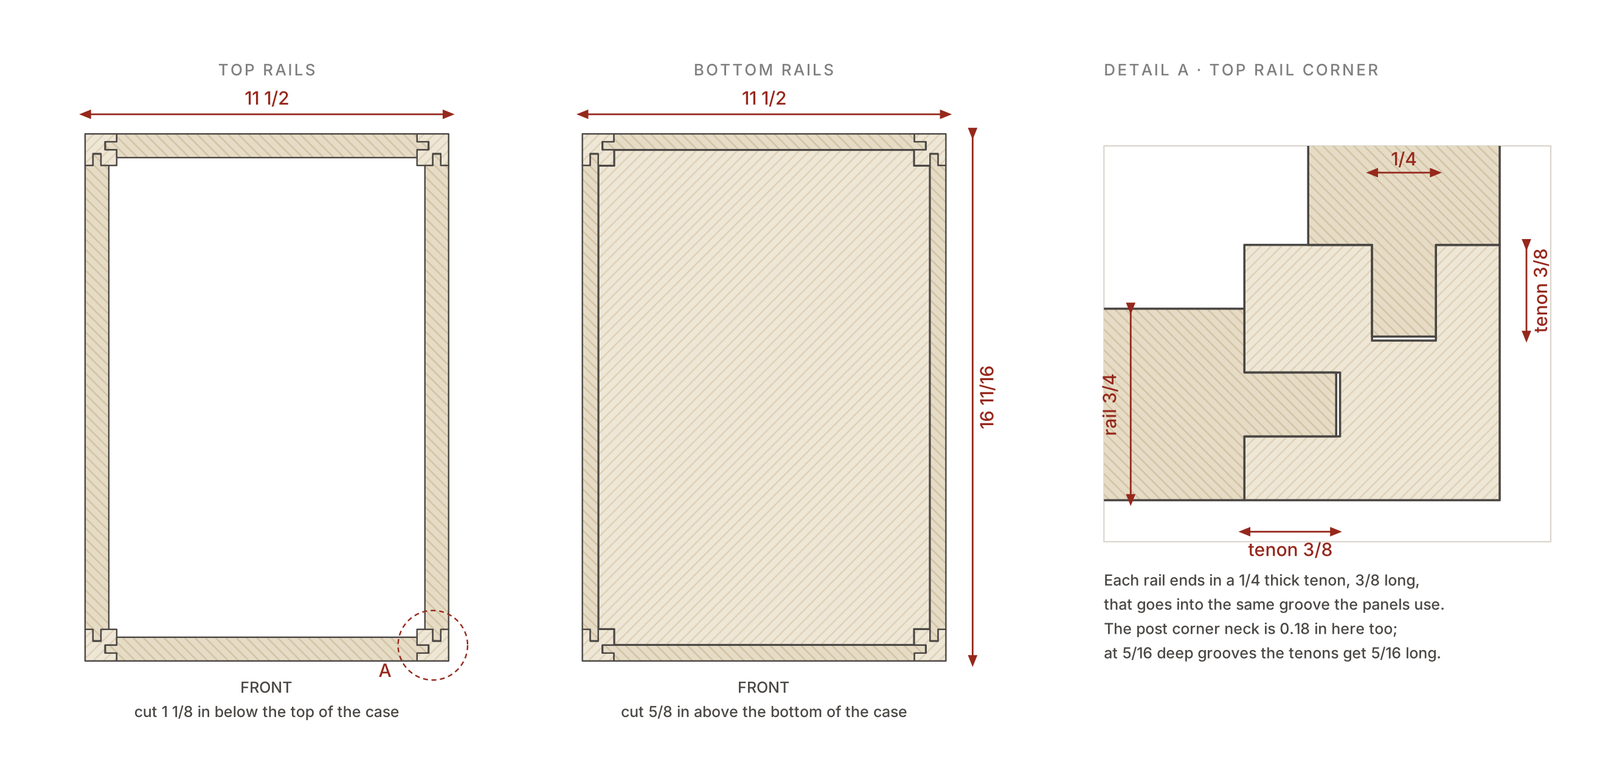 TOP RAILS
11 1/2
FRONT
cut 1 1/8 in below the top of the case
A
BOTTOM RAILS
11 1/2
16 11/16
FRONT
cut 5/8 in above the bottom of the case
DETAIL A · TOP RAIL CORNER
1/4
tenon 3/8
rail 3/4
tenon 3/8
Each rail ends in a 1/4 thick tenon, 3/8 long,
that goes into the same groove the panels use.
The post corner neck is 0.18 in here too;
at 5/16 deep grooves the tenons get 5/16 long.